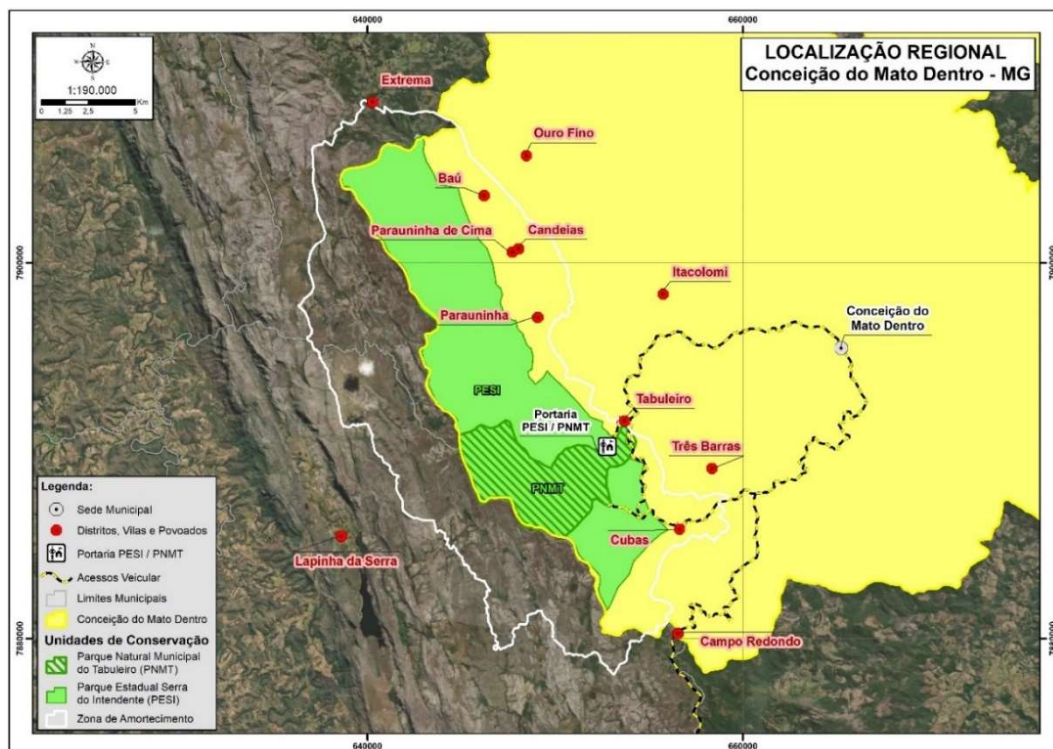 640000
660000
LOCALIZAÇÃO REGIONAL
Conceição do Mato Dentro - MG
N
1:190.000
0 1,25 2,5 5
Km
Extrema
Ouro Fino
Baú
Parauninha de Cima
Candeias
7900000
7900000
Itacolomi
Parauninha
Conceição do
Mato Dentro
PESI
Tabuleiro
Portaria
PESI / PNMT
Três Barras
PNMT
Cubas
Lapinha da Serra
Campo Redondo
7880000
7880000
Legenda:
Sede Municipal
Distritos, Vilas e Povoados
Portaria PESI / PNMT
Acessos Veicular
Limites Municipais
Conceição do Mato Dentro
Unidades de Conservação
Parque Natural Municipal
do Tabuleiro (PNMT)
Parque Estadual Serra
do Intendente (PESI)
Zona de Amortecimento
640000
660000